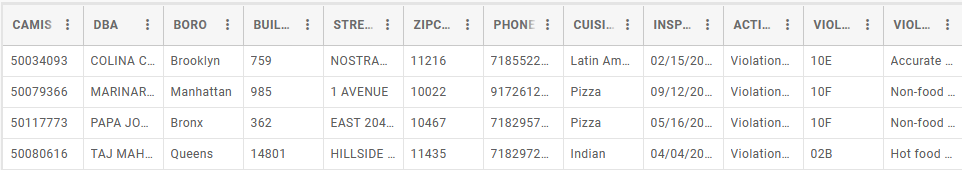 CAMIS DBA BORO BUIL... STRE... ZIPC... PHONE CUISI... INSP... ACTI... VIOL... VIOL...
50034093 COLINA C... Brooklyn 759 NOSTRA... 11216 7185522... Latin Am... 02/15/20... Violation... 10E Accurate ...
50079366 MARINAR... Manhattan 985 1 AVENUE 10022 9172612... Pizza 09/12/20... Violation... 10F Non-food ...
50117773 PAPA JO... Bronx 362 EAST 204... 10467 7182957... Pizza 05/16/20... Violation... 10F Non-food ...
50080616 TAJ MAH... Queens 14801 HILLSIDE ... 11435 7182972... Indian 04/04/20... Violation... 02B Hot food ...